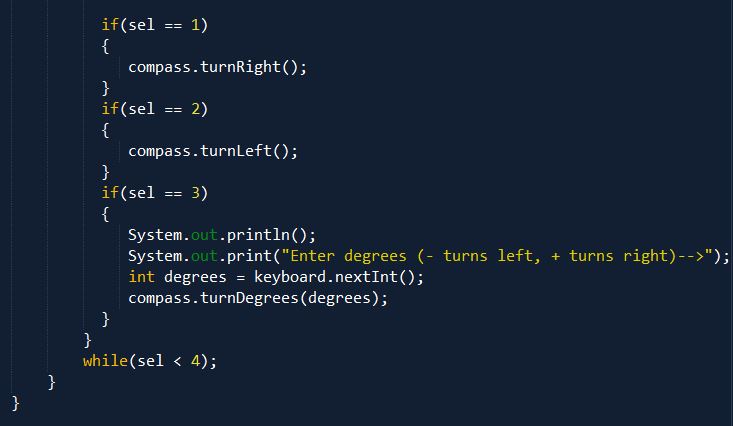 if(sel == 1)
{
compass.turnRight();
}
if(sel == 2)
{
compass.turnLeft();
}
if(sel == 3)
{
System.out.println();
System.out.print("Enter degrees (- turns left, + turns right)-->");
int degrees = keyboard.nextInt();
compass.turnDegrees(degrees);
}
}
while(sel < 4);
}
}